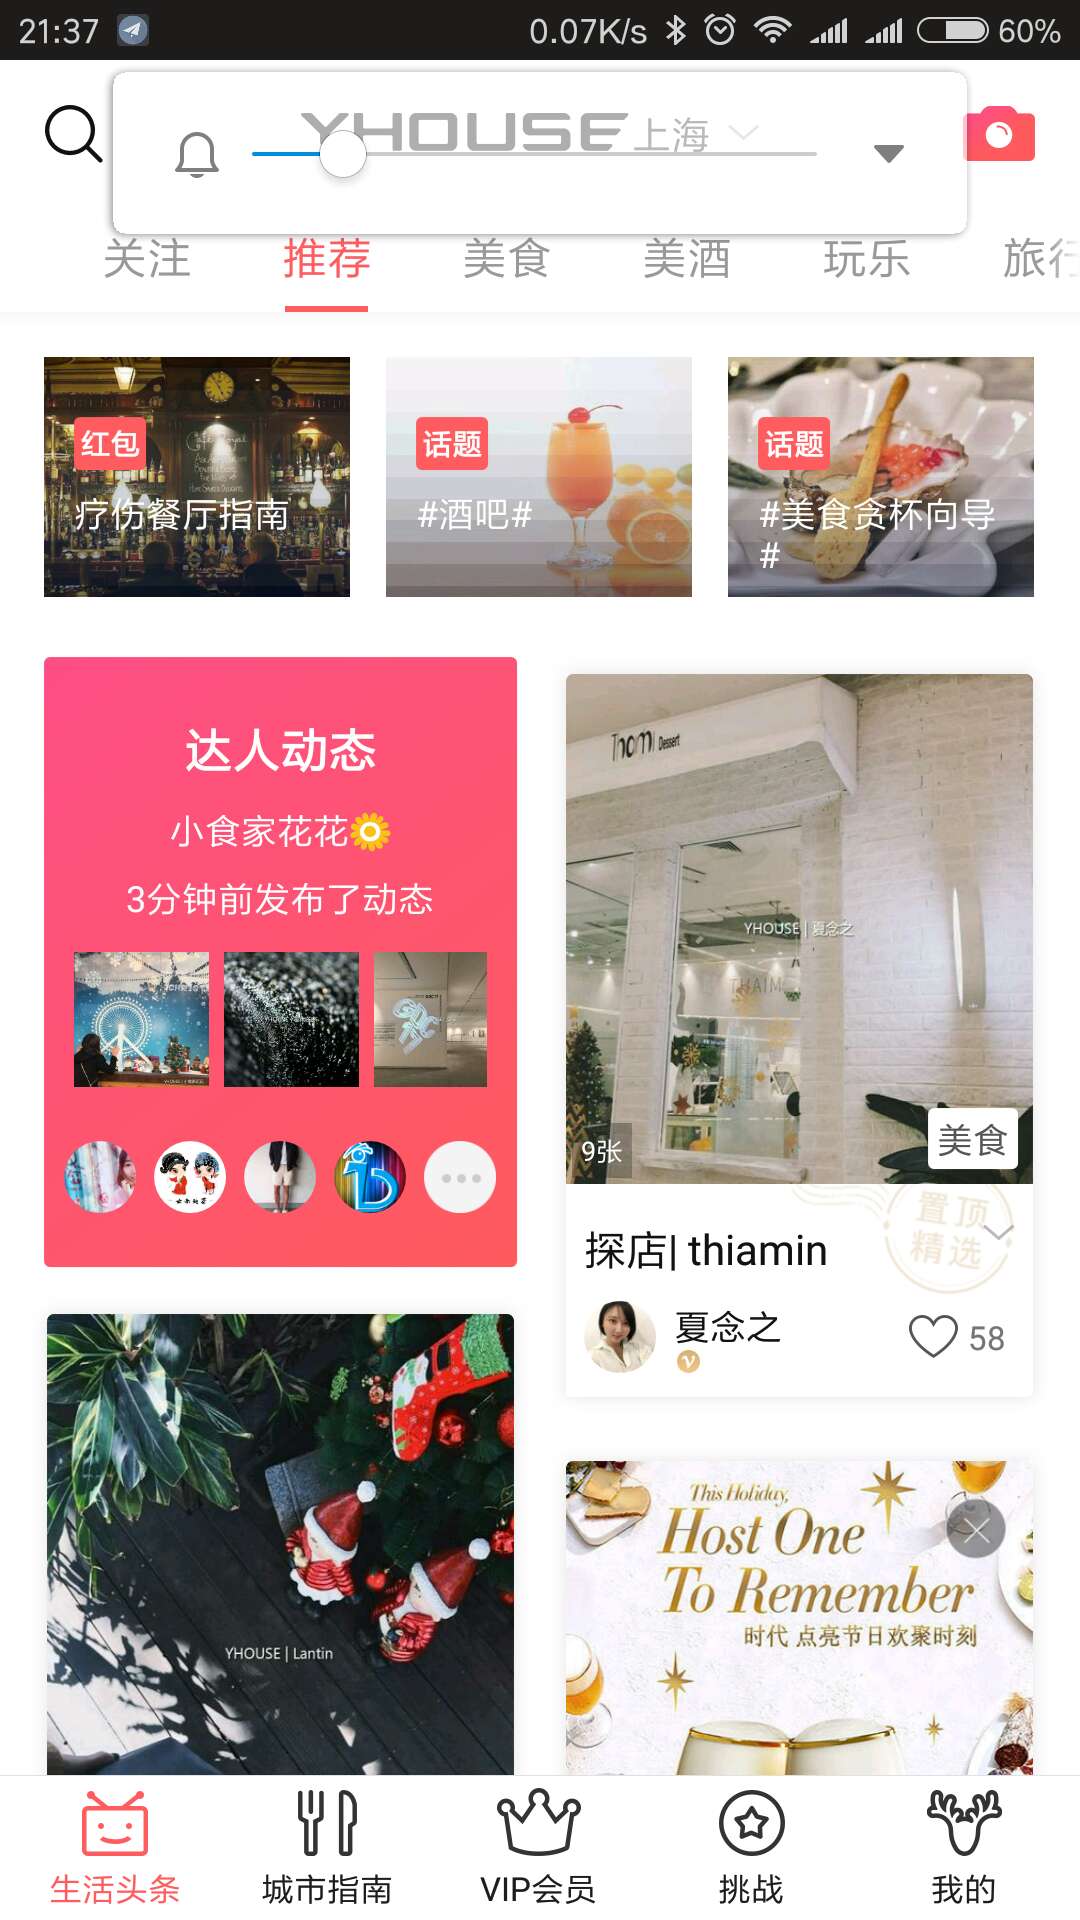 21:37
0.07K/s
60%
YHOUSE 上海
关注
推荐
美食
美酒
玩乐
旅行
红包
疗伤餐厅指南
话题
#酒吧#
话题
#美食贪杯向导
#
达人动态
小食家花花
3分钟前发布了动态
Thomi Dessert
YHOUSE | 夏念之
THAIM
9张
美食
置顶
精选
探店| thiamin
夏念之
58
YHOUSE | Lantin
This Holiday,
Host One
To Remember
时代 点亮节日欢聚时刻
生活头条
城市指南
VIP会员
挑战
我的